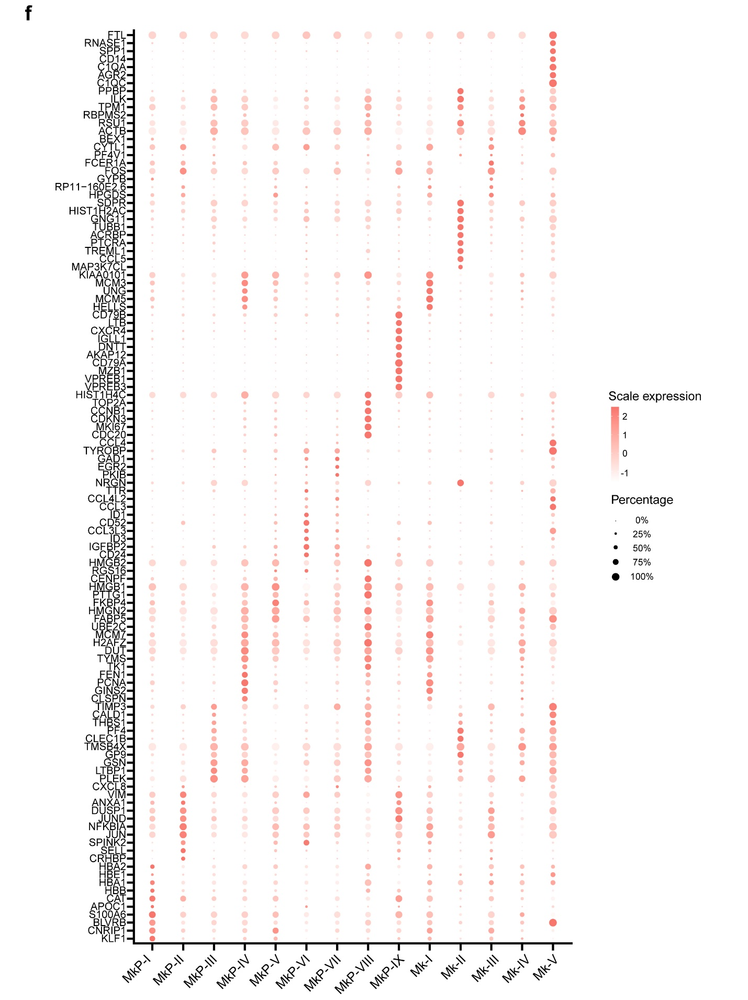 f
FTL
RNASE1
SPP1
CD14
C1QA
AGR2
C1QC
PPBP
ILK
TPM1
RBPMS2
RSU1
ACTB
BEX1
CYTL1
PF4V1
FCER1A
FOS
GYPB
RP11−160E2.6
HPGDS
SDPR
HIST1H2AC
GNG11
TUBB1
ACRBP
PTCRA
TREML1
CCL5
MAP3K7CL
KIAA0101
MCM3
UNG
MCM5
HELLS
CD79B
LTB
CXCR4
IGLL1
DNTT
AKAP12
CD79A
MZB1
VPREB1
VPREB3
HIST1H4C
TOP2A
CCNB1
CDKN3
MKI67
CDC20
CCL4
TYROBP
GAD1
EGR2
PKIB
NRGN
TTR
CCL4L2
CCL3
ID1
CD52
CCL3L3
ID3
IGFBP2
CD24
HMGB2
RGS16
CENPF
HMGB1
PTTG1
FKBP4
HMGN2
FABP5
UBE2C
MCM7
H2AFZ
DUT
TYMS
TK1
FEN1
PCNA
GINS2
CLSPN
TIMP3
CALD1
THBS1
PF4
CLEC1B
TMSB4X
GP9
GSN
LTBP1
PLEK
CXCL8
VIM
ANXA1
DUSP1
JUND
NFKBIA
JUN
SPINK2
SELL
CRHBP
HBA2
HBE1
HBA1
HBB
CAT
APOC1
S100A6
BLVRB
CNRIP1
KLF1
MkP-I MkP-II MkP-III MkP-IV MkP-V MkP-VI MkP-VII MkP-VIII MkP-IX Mk-I Mk-II Mk-III Mk-IV Mk-V
Scale expression
2
1
0
-1
Percentage
0%
25%
50%
75%
100%